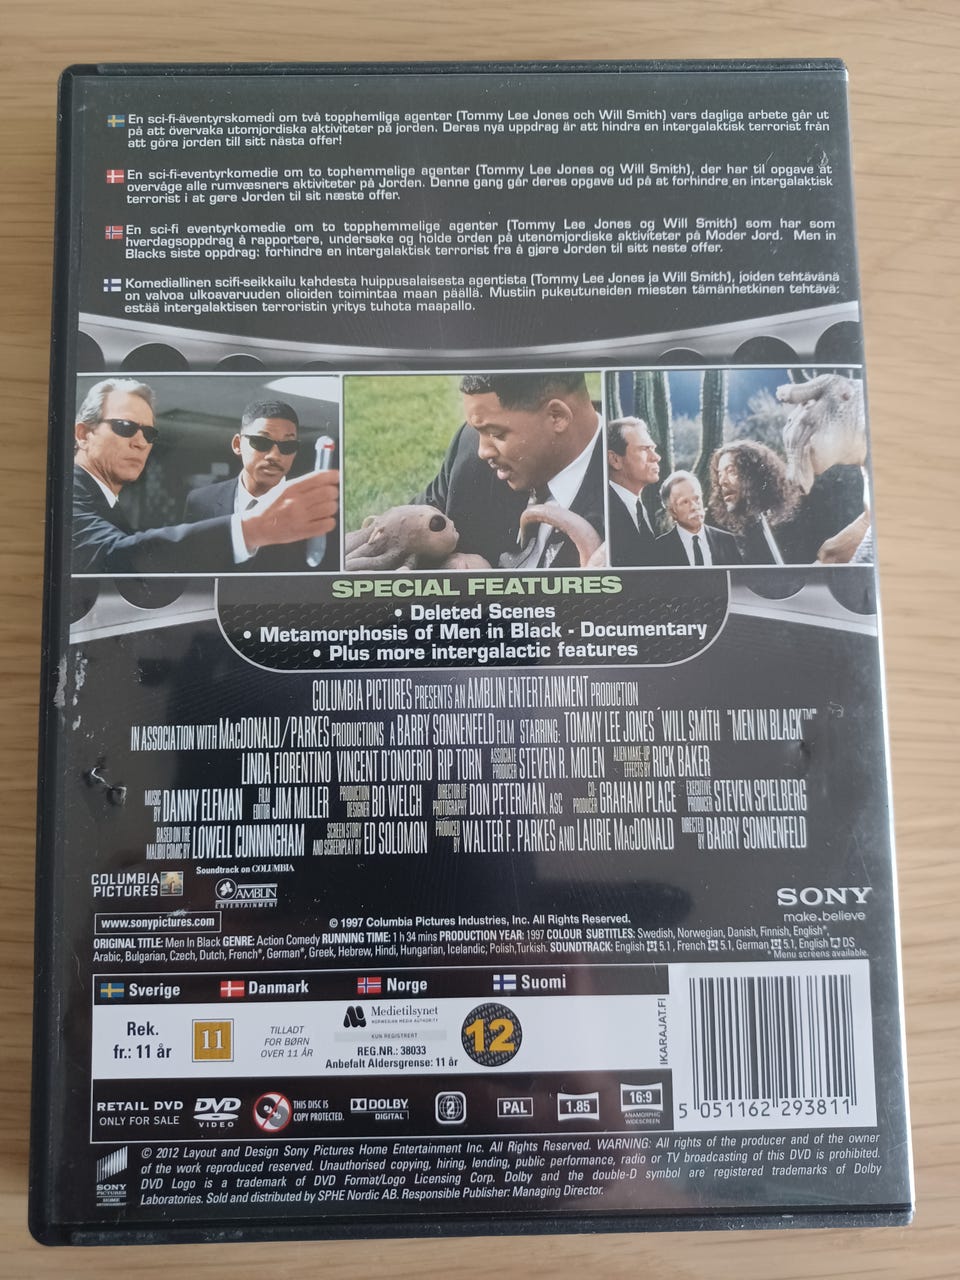 En sci-fi-äventyrskomedi om två topphemliga agenter (Tommy Lee Jones och Will Smith) vars dagliga arbete går ut
på att övervaka utomjordiska aktiviteter på jorden. Deras nya uppdrag är att hindra en intergalaktisk terrorist från
att göra jorden till sitt nästa offer!
En sci-fi-eventyrkomedie om to tophemmelige agenter (Tommy Lee Jones og Will Smith), der har til opgave at
overvåge alle rumvæsners aktiviteter på Jorden. Denne gang går deres opgave ud på at forhindre en intergalaktisk
terrorist i at gøre Jorden til sit næste offer.
En sci-fi eventyrkomedie om to topphemmelige agenter (Tommy Lee Jones og Will Smith) som har som
hverdagsoppdrag å rapportere, undersøke og holde orden på utenomjordiske aktiviteter på Moder Jord. Men in
Blacks siste oppdrag: forhindre en intergalaktisk terrorist fra å gjøre Jorden til sitt neste offer.
Komediallinen scifi-seikkailu kahdesta huippusalaisesta agentista (Tommy Lee Jones ja Will Smith), joiden tehtävänä
on valvoa ulkoavaruuden olioiden toimintaa maan päällä. Mustiin pukeutuneiden miesten tämänhetkinen tehtävä:
estää intergalaktisen terroristin yritys tuhota maapallo.
SPECIAL FEATURES
• Deleted Scenes
• Metamorphosis of Men in Black - Documentary
• Plus more intergalactic features
COLUMBIA PICTURES PRESENTS AN AMBLIN ENTERTAINMENT PRODUCTION
IN ASSOCIATION WITH MACDONALD/PARKES PRODUCTIONS A BARRY SONNENFELD FILM STARRING: TOMMY LEE JONES WILL SMITH "MEN IN BLACK™"
LINDA FIORENTINO VINCENT D'ONOFRIO RIP TORN ASSOCIATE PRODUCER STEVEN R. MOLEN ALIEN MAKE-UP EFFECTS BY RICK BAKER
MUSIC BY DANNY ELFMAN FILM EDITOR JIM MILLER PRODUCTION DESIGNER BO WELCH DIRECTOR OF PHOTOGRAPHY DON PETERMAN, ASC CO-PRODUCER GRAHAM PLACE EXECUTIVE PRODUCER STEVEN SPIELBERG
BASED ON THE MALIBU COMIC BY LOWELL CUNNINGHAM SCREEN STORY AND SCREENPLAY BY ED SOLOMON PRODUCED BY WALTER F. PARKES AND LAURIE MACDONALD DIRECTED BY BARRY SONNENFELD
COLUMBIA
PICTURES
Soundtrack on COLUMBIA
AMBLIN
ENTERTAINMENT
SONY
make.believe
www.sonypictures.com
© 1997 Columbia Pictures Industries, Inc. All Rights Reserved.
ORIGINAL TITLE: Men In Black GENRE: Action Comedy RUNNING TIME: 1 h 34 mins PRODUCTION YEAR: 1997 COLOUR SUBTITLES: Swedish, Norwegian, Danish, Finnish, English*,
Arabic, Bulgarian, Czech, Dutch, French*, German*, Greek, Hebrew, Hindi, Hungarian, Icelandic, Polish,Turkish. SOUNDTRACK: English 5.1, French 5.1, German 5.1, English DS
* Menu screens available.
Sverige
Danmark
Norge
Suomi
Rek.
fr.: 11 år
11
TILLADT
FOR BØRN
OVER 11 ÅR
Medietilsynet
NORWEGIAN MEDIA AUTHORITY
KUN REGISTRERT
REG.NR.: 38033
Anbefalt Aldersgrense: 11 år
12
IKARAJAT.FI
RETAIL DVD
ONLY FOR SALE
DVD
VIDEO
THIS DISC IS
COPY PROTECTED.
DOLBY
DIGITAL
2
PAL
1.85
16:9
ANAMORPHIC
WIDESCREEN
5 051162 293811
SONY
PICTURES
HOME
ENTERTAINMENT
© 2012 Layout and Design Sony Pictures Home Entertainment Inc. All Rights Reserved. WARNING: All rights of the producer and of the owner
of the work reproduced reserved. Unauthorised copying, hiring, lending, public performance, radio or TV broadcasting of this DVD is prohibited.
DVD Logo is a trademark of DVD Format/Logo Licensing Corp. Dolby and the double-D symbol are registered trademarks of Dolby
Laboratories. Sold and distributed by SPHE Nordic AB. Responsible Publisher: Managing Director.